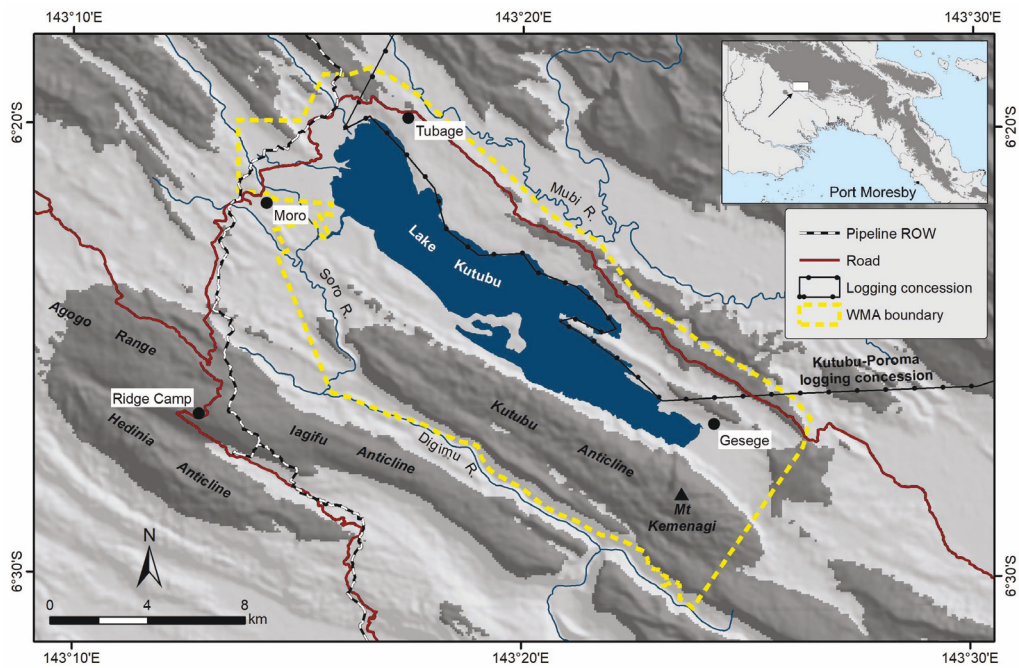 143°10'E
143°20'E
143°30'E
6°20'S
6°20'S
Tubage
Mubi R.
Port Moresby
Moro
Lake
Kutubu
Soro R.
Pipeline ROW
Road
Logging concession
WMA boundary
Agogo
Range
Kutubu-Poroma
logging concession
Ridge Camp
Hedinia
Anticline
Iagifu
Anticline
Kutubu
Anticline
Digimu R.
Gesege
Mt
Kemenagi
N
6°30'S
6°30'S
0 2 4 8
km
143°10'E
143°20'E
143°30'E